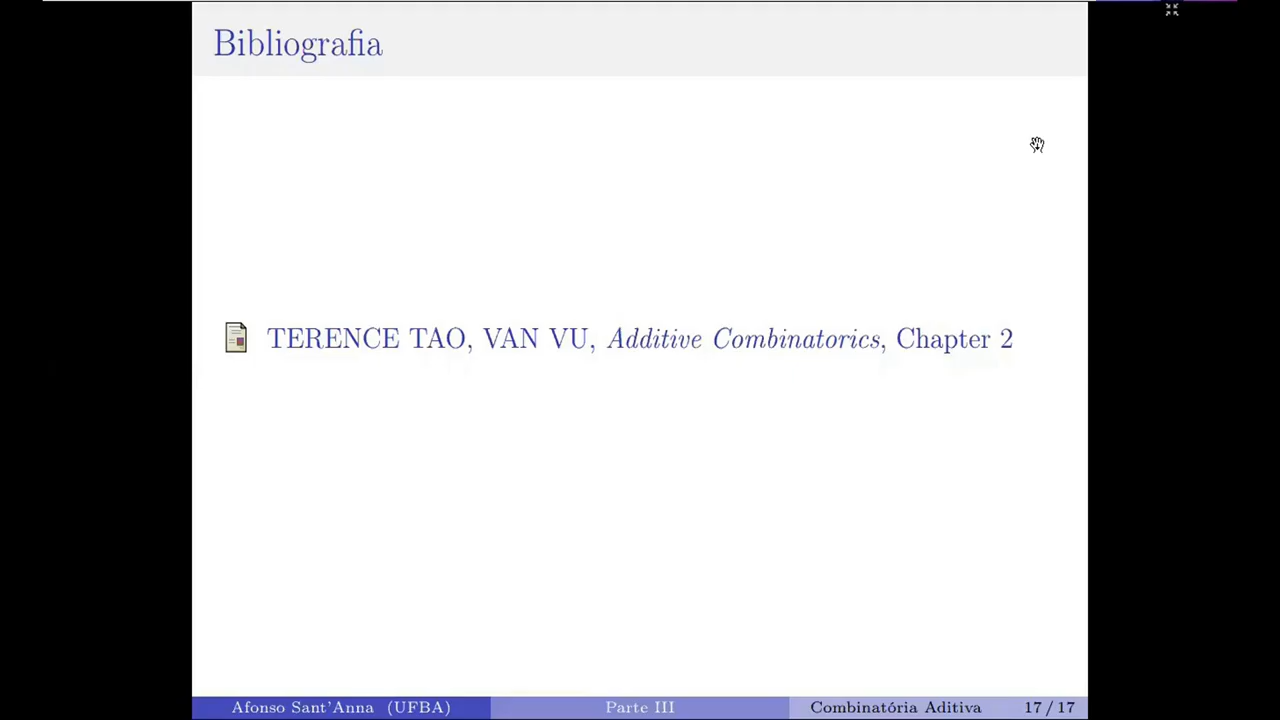 Bibliografia
TERENCE TAO, VAN VU, Additive Combinatorics, Chapter 2
Afonso Sant'Anna (UFBA) Parte III Combinatória Aditiva 17 / 17